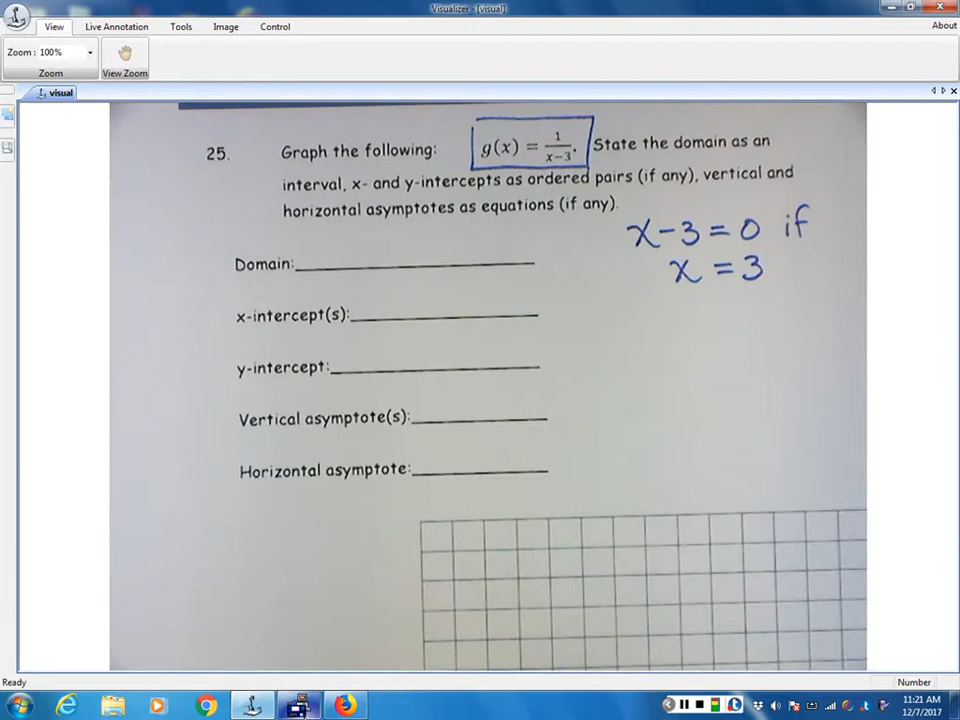 Visualizer - [visual]
View Live Annotation Tools Image Control About
Zoom : 100%
Zoom View Zoom
visual
25. Graph the following: g(x) = 1/(x−3). State the domain as an
interval, x- and y-intercepts as ordered pairs (if any), vertical and
horizontal asymptotes as equations (if any).
x−3=0 if
x = 3
Domain:
x-intercept(s):
y-intercept:
Vertical asymptote(s):
Horizontal asymptote:
Ready Number
11:21 AM
12/7/2017